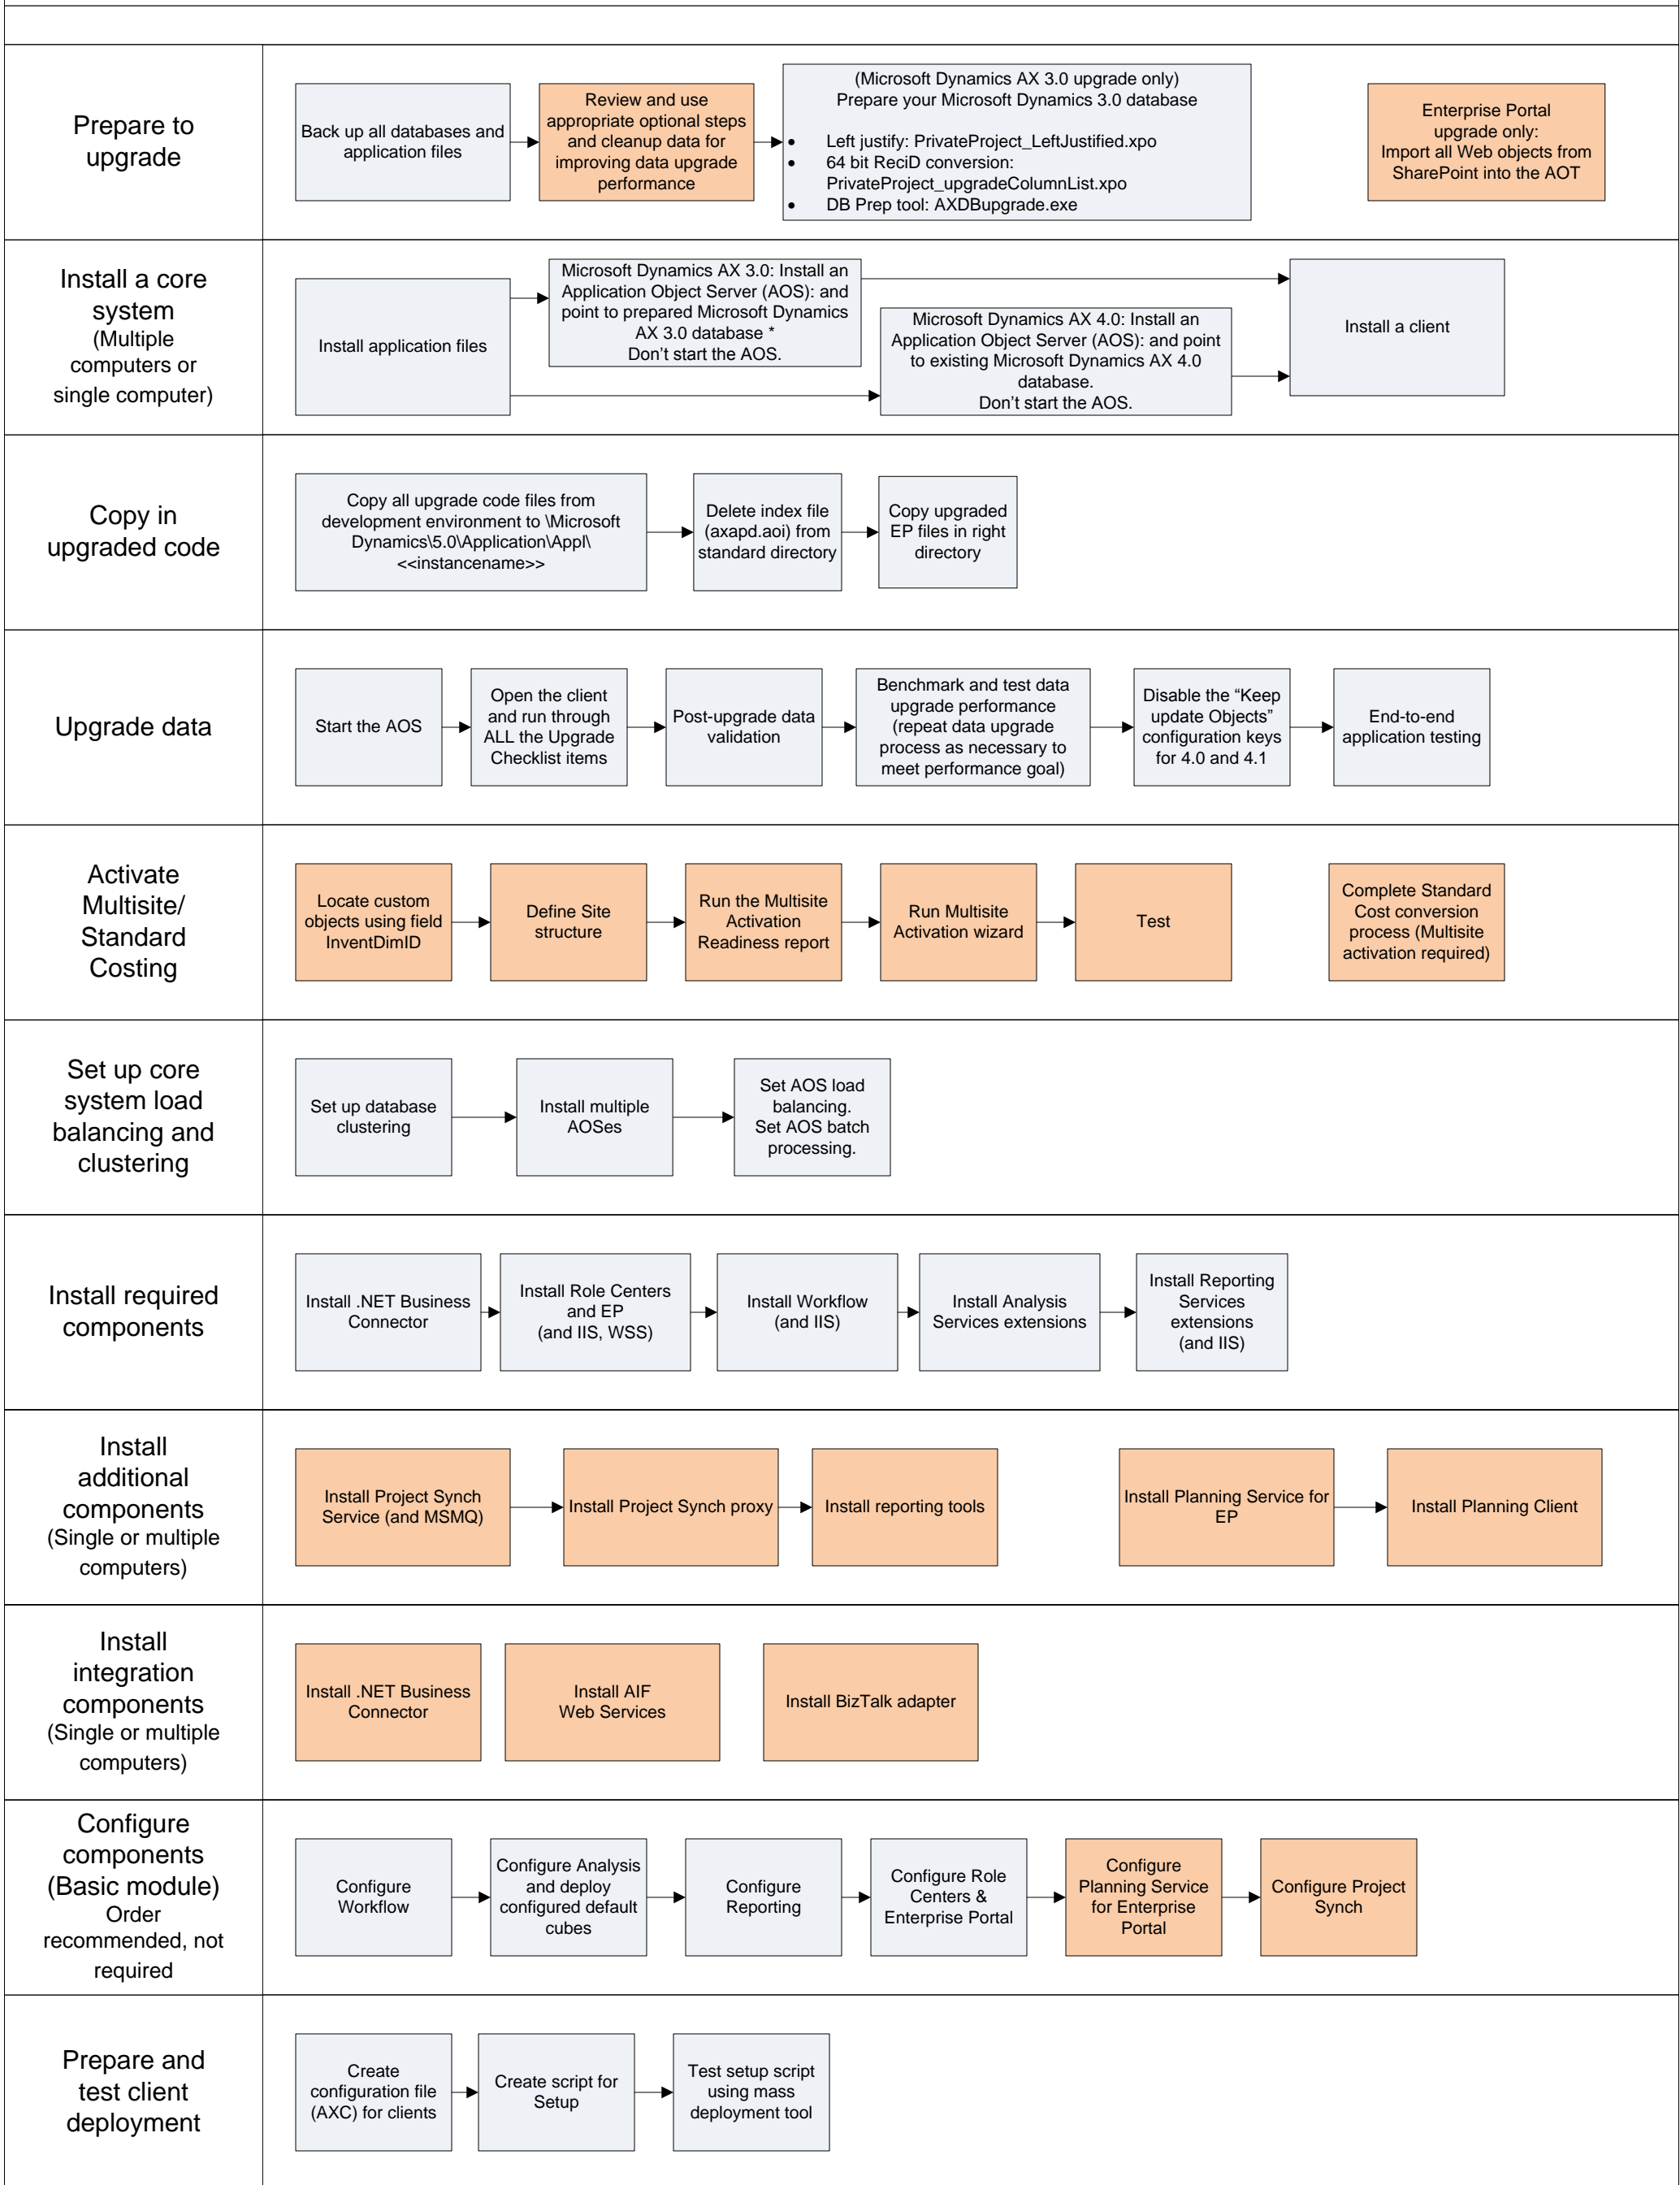 Prepare to
upgrade
Back up all databases and
application files
Review and use
appropriate optional steps
and cleanup data for
improving data upgrade
performance
(Microsoft Dynamics AX 3.0 upgrade only)
Prepare your Microsoft Dynamics 3.0 database
• Left justify: PrivateProject_LeftJustified.xpo
• 64 bit ReciD conversion:
PrivateProject_upgradeColumnList.xpo
• DB Prep tool: AXDBupgrade.exe
Enterprise Portal
upgrade only:
Import all Web objects from
SharePoint into the AOT
Install a core
system
(Multiple
computers or
single computer)
Install application files
Microsoft Dynamics AX 3.0: Install an
Application Object Server (AOS): and
point to prepared Microsoft Dynamics
AX 3.0 database *
Don't start the AOS.
Microsoft Dynamics AX 4.0: Install an
Application Object Server (AOS): and point
to existing Microsoft Dynamics AX 4.0
database.
Don't start the AOS.
Install a client
Copy in
upgraded code
Copy all upgrade code files from
development environment to \Microsoft
Dynamics\5.0\Application\Appl\
<<instancename>>
Delete index file
(axapd.aoi) from
standard directory
Copy upgraded
EP files in right
directory
Upgrade data
Start the AOS
Open the client
and run through
ALL the Upgrade
Checklist items
Post-upgrade data
validation
Benchmark and test data
upgrade performance
(repeat data upgrade
process as necessary to
meet performance goal)
Disable the “Keep
update Objects”
configuration keys
for 4.0 and 4.1
End-to-end
application testing
Activate
Multisite/
Standard
Costing
Locate custom
objects using field
InventDimID
Define Site
structure
Run the Multisite
Activation
Readiness report
Run Multisite
Activation wizard
Test
Complete Standard
Cost conversion
process (Multisite
activation required)
Set up core
system load
balancing and
clustering
Set up database
clustering
Install multiple
AOSes
Set AOS load
balancing.
Set AOS batch
processing.
Install required
components
Install .NET Business
Connector
Install Role Centers
and EP
(and IIS, WSS)
Install Workflow
(and IIS)
Install Analysis
Services extensions
Install Reporting
Services
extensions
(and IIS)
Install
additional
components
(Single or multiple
computers)
Install Project Synch
Service (and MSMQ)
Install Project Synch proxy
Install reporting tools
Install Planning Service for
EP
Install Planning Client
Install
integration
components
(Single or multiple
computers)
Install .NET Business
Connector
Install AIF
Web Services
Install BizTalk adapter
Configure
components
(Basic module)
Order
recommended, not
required
Configure
Workflow
Configure Analysis
and deploy
configured default
cubes
Configure
Reporting
Configure Role
Centers &
Enterprise Portal
Configure
Planning Service
for Enterprise
Portal
Configure Project
Synch
Prepare and
test client
deployment
Create
configuration file
(AXC) for clients
Create script for
Setup
Test setup script
using mass
deployment tool